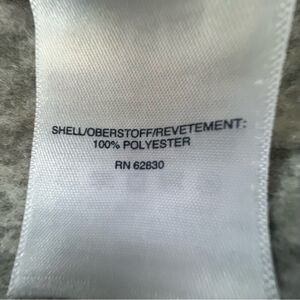 SHELL/OBERSTOFF/REVETEMENT:
100% POLYESTER
RN 62830